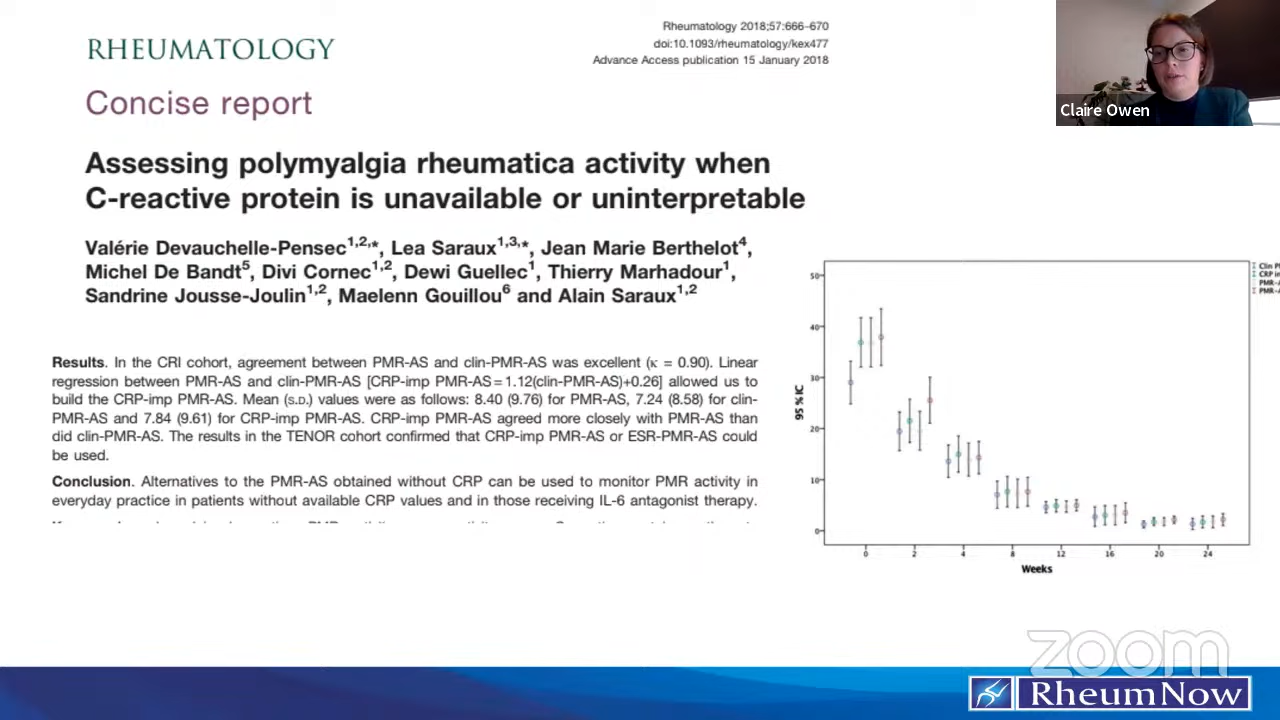 RHEUMATOLOGY
Rheumatology 2018;57:666–670
doi:10.1093/rheumatology/kex477
Advance Access publication 15 January 2018
Claire Owen
Concise report
Assessing polymyalgia rheumatica activity when
C-reactive protein is unavailable or uninterpretable
Valérie Devauchelle-Pensec1,2,*, Lea Saraux1,3,*, Jean Marie Berthelot4,
Michel De Bandt5, Divi Cornec1,2, Dewi Guellec1, Thierry Marhadour1,
Sandrine Jousse-Joulin1,2, Maelenn Gouillou6 and Alain Saraux1,2
Results. In the CRI cohort, agreement between PMR-AS and clin-PMR-AS was excellent (κ = 0.90). Linear
regression between PMR-AS and clin-PMR-AS [CRP-imp PMR-AS = 1.12(clin-PMR-AS)+0.26] allowed us to
build the CRP-imp PMR-AS. Mean (S.D.) values were as follows: 8.40 (9.76) for PMR-AS, 7.24 (8.58) for clin-
PMR-AS and 7.84 (9.61) for CRP-imp PMR-AS. CRP-imp PMR-AS agreed more closely with PMR-AS than
did clin-PMR-AS. The results in the TENOR cohort confirmed that CRP-imp PMR-AS or ESR-PMR-AS could
be used.
Conclusion. Alternatives to the PMR-AS obtained without CRP can be used to monitor PMR activity in
everyday practice in patients without available CRP values and in those receiving IL-6 antagonist therapy.
Clin P
CRP in
PMR-A
PMR-A
95 % IC
50
40
30
20
10
0
0 2 4 8 12 16 20 24
Weeks
zoom
RheumNow